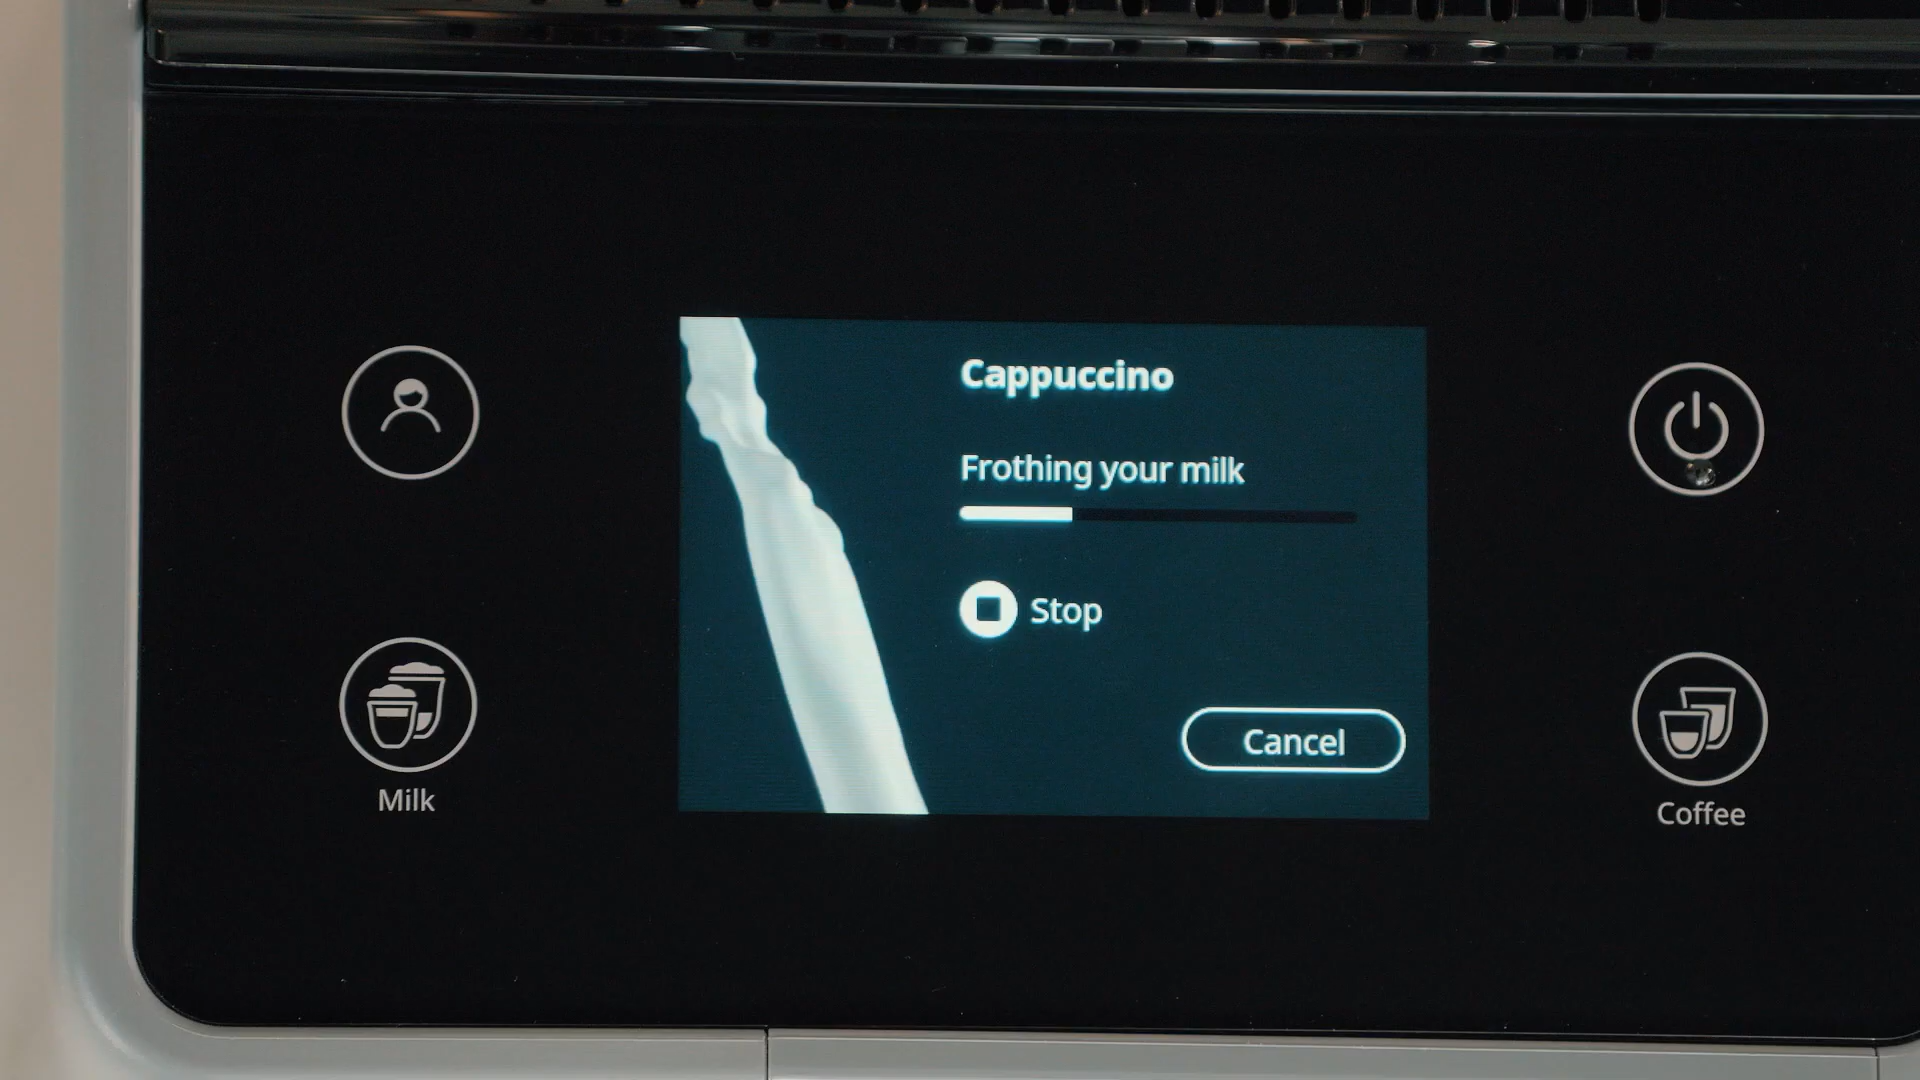 Cappuccino
Frothing your milk
Stop
Cancel
Milk
Coffee